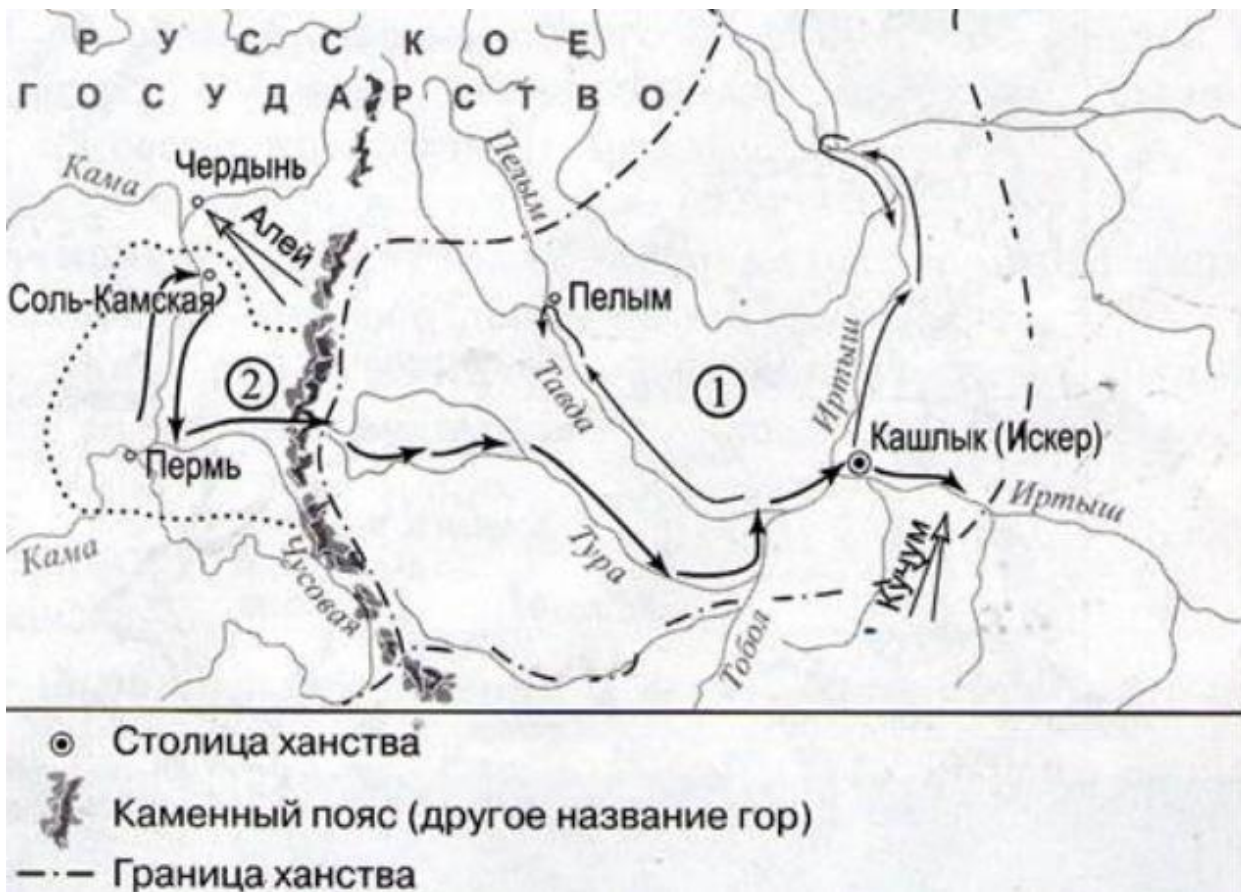 РУССКОЕ
ГОСУДАРСТВО
Кама
Чердынь
Алей
Пелым
Соль-Камская
Пелым
②
①
Тавда
Иртыш
Кашлык (Искер)
Пермь
Иртыш
Кама
Чусовая
Тура
Кучум
Тобол
Столица ханства
Каменный пояс (другое название гор)
Граница ханства